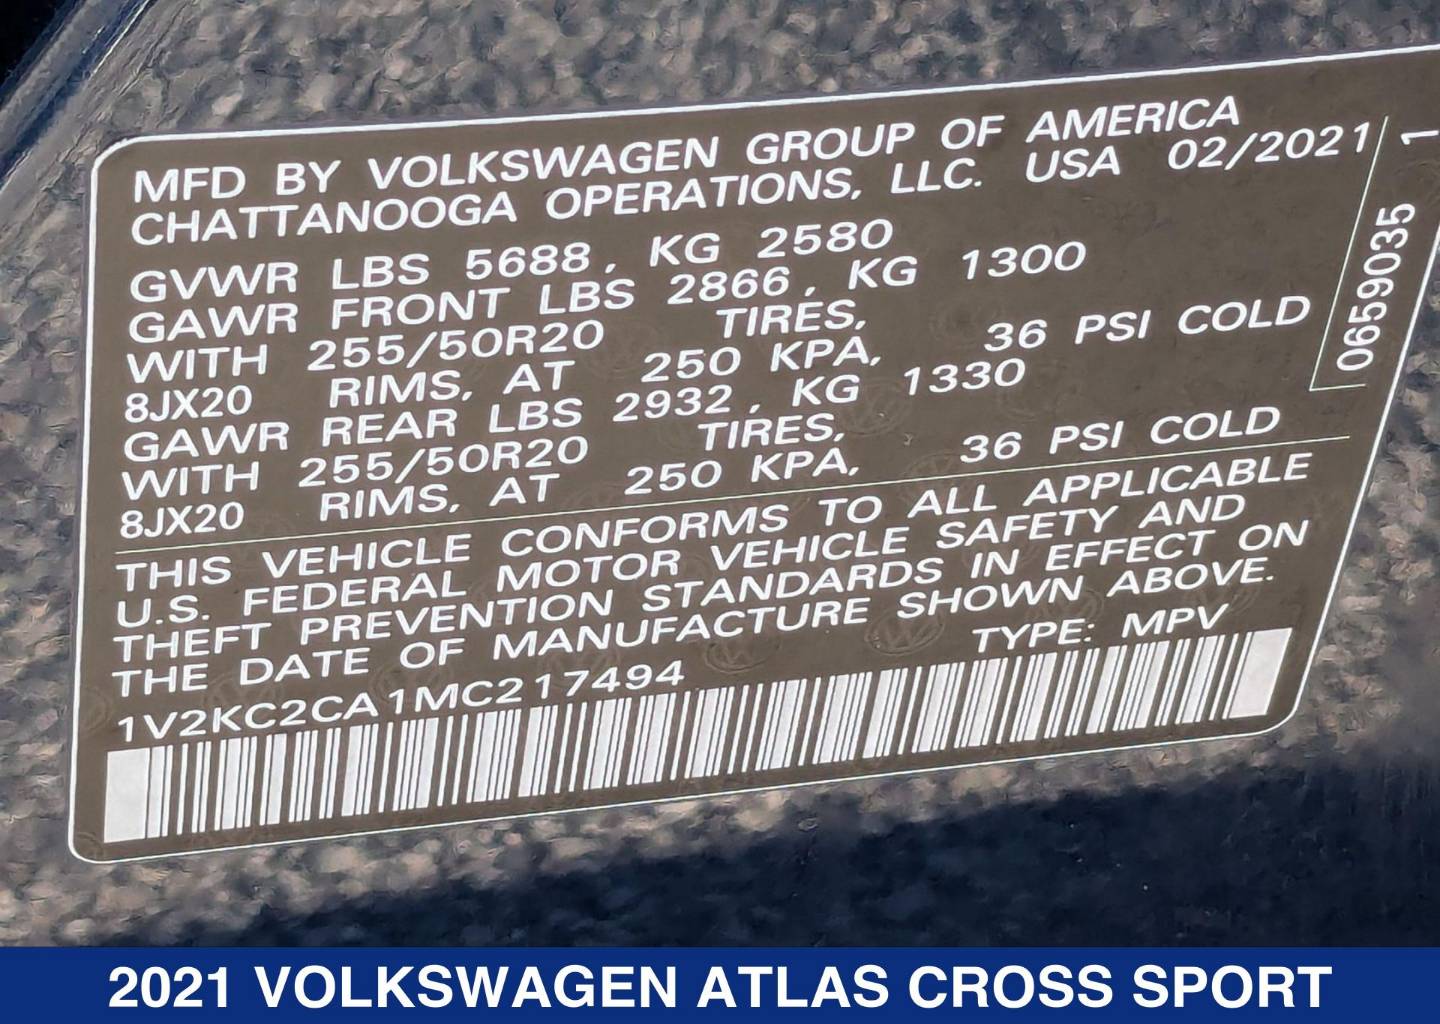 MFD BY VOLKSWAGEN GROUP OF AMERICA
CHATTANOOGA OPERATIONS, LLC. USA 02/2021
GVWR LBS 5688, KG 2580
GAWR FRONT LBS 2866, KG 1300
WITH 255/50R20 TIRES,
8JX20 RIMS, AT 250 KPA, 36 PSI COLD
GAWR REAR LBS 2932, KG 1330
WITH 255/50R20 TIRES,
8JX20 RIMS, AT 250 KPA, 36 PSI COLD
THIS VEHICLE CONFORMS TO ALL APPLICABLE
U.S. FEDERAL MOTOR VEHICLE SAFETY AND
THEFT PREVENTION STANDARDS IN EFFECT ON
THE DATE OF MANUFACTURE SHOWN ABOVE.
1V2KC2CA1MC217494 TYPE: MPV
0659035
1
2021 VOLKSWAGEN ATLAS CROSS SPORT